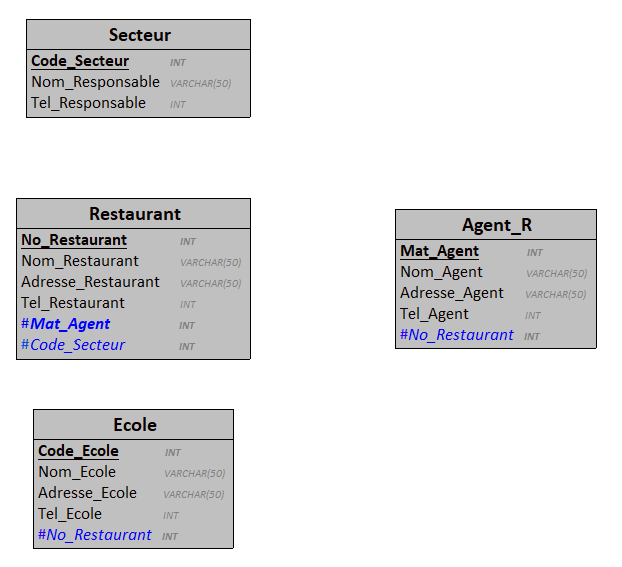 Secteur
Code_Secteur INT
Nom_Responsable VARCHAR(50)
Tel_Responsable INT
Restaurant
No_Restaurant INT
Nom_Restaurant VARCHAR(50)
Adresse_Restaurant VARCHAR(50)
Tel_Restaurant INT
#Mat_Agent INT
#Code_Secteur INT
Agent_R
Mat_Agent INT
Nom_Agent VARCHAR(50)
Adresse_Agent VARCHAR(50)
Tel_Agent INT
#No_Restaurant INT
Ecole
Code_Ecole INT
Nom_Ecole VARCHAR(50)
Adresse_Ecole VARCHAR(50)
Tel_Ecole INT
#No_Restaurant INT